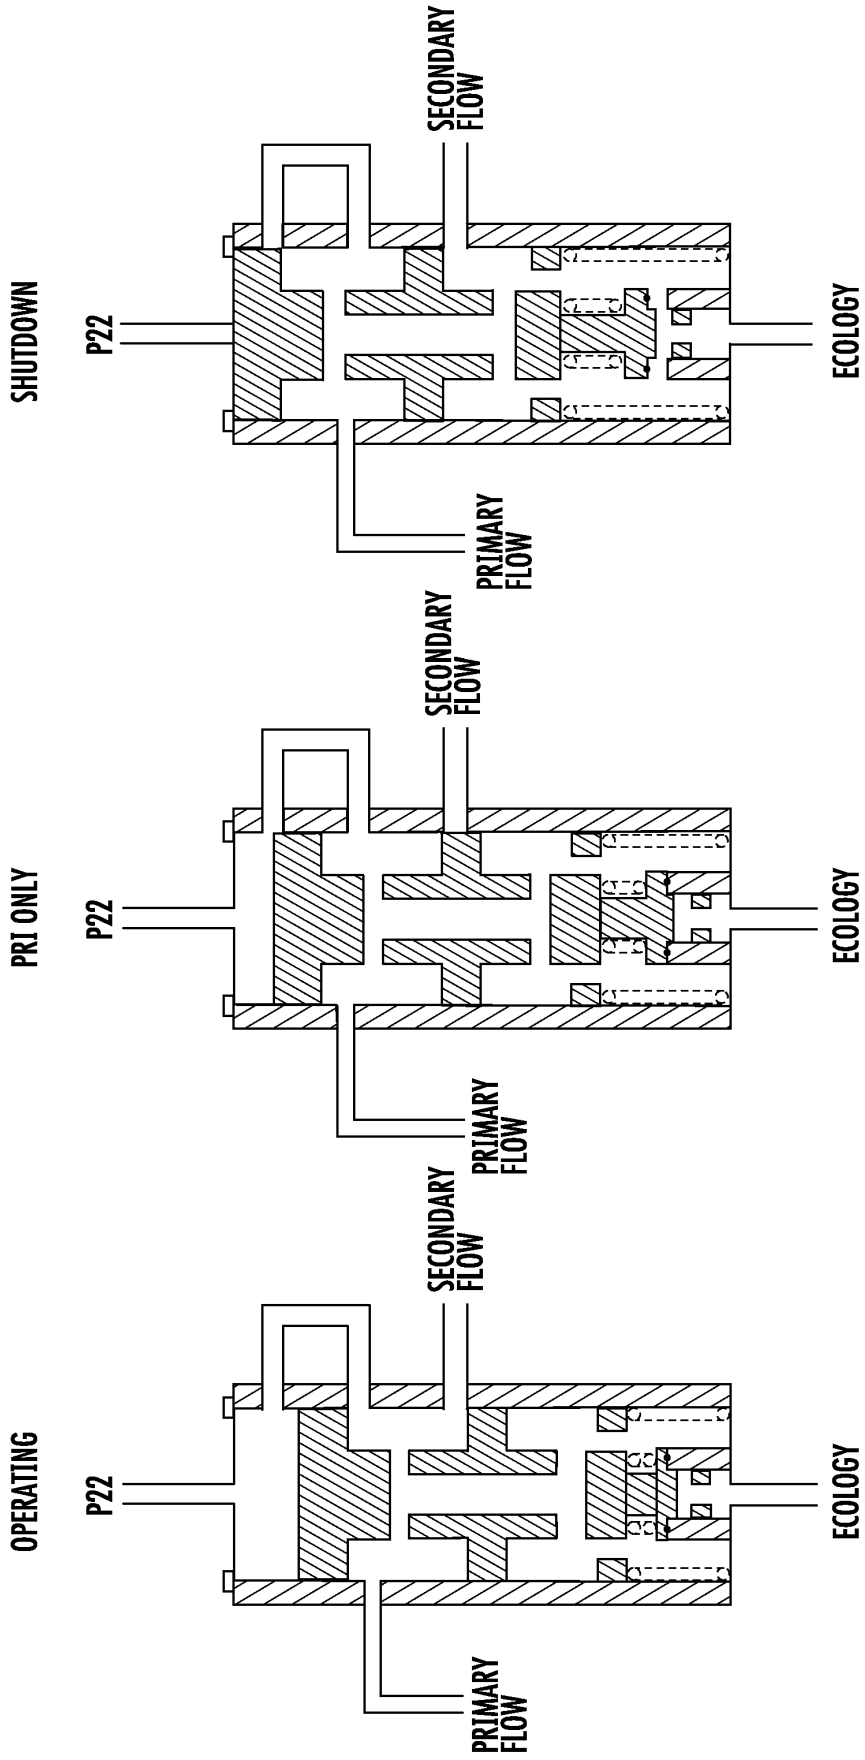 SHUTDOWN
P22
SECONDARY
FLOW
PRIMARY
FLOW
ECOLOGY
PRI ONLY
P22
SECONDARY
FLOW
PRIMARY
FLOW
ECOLOGY
OPERATING
P22
SECONDARY
FLOW
PRIMARY
FLOW
ECOLOGY